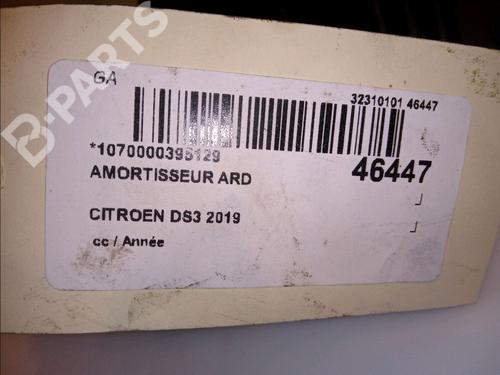 B-PARTS
GA
32310101 46447
*1070000395129
46447
AMORTISSEUR ARD
CITROEN DS3 2019
cc / Année